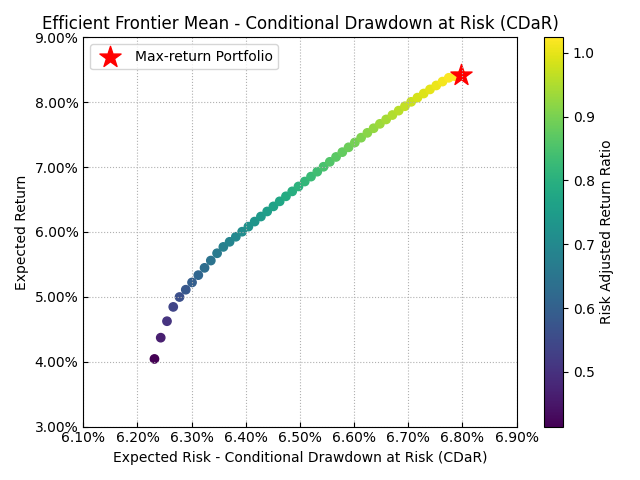 Efficient Frontier Mean - Conditional Drawdown at Risk (CDaR)
Max-return Portfolio
9.00%
8.00%
7.00%
6.00%
5.00%
4.00%
3.00%
Expected Return
6.10% 6.20% 6.30% 6.40% 6.50% 6.60% 6.70% 6.80% 6.90%
Expected Risk - Conditional Drawdown at Risk (CDaR)
1.0
0.9
0.8
0.7
0.6
0.5
Risk Adjusted Return Ratio